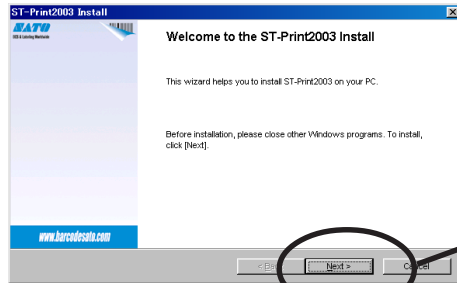 ST-Print2003 Install
SATO
Welcome to the ST-Print2003 Install
This wizard helps you to install ST-Print2003 on your PC.
Before installation, please close other Windows programs. To install,
click [Next].
www.barcodesato.com
Next >
Cancel